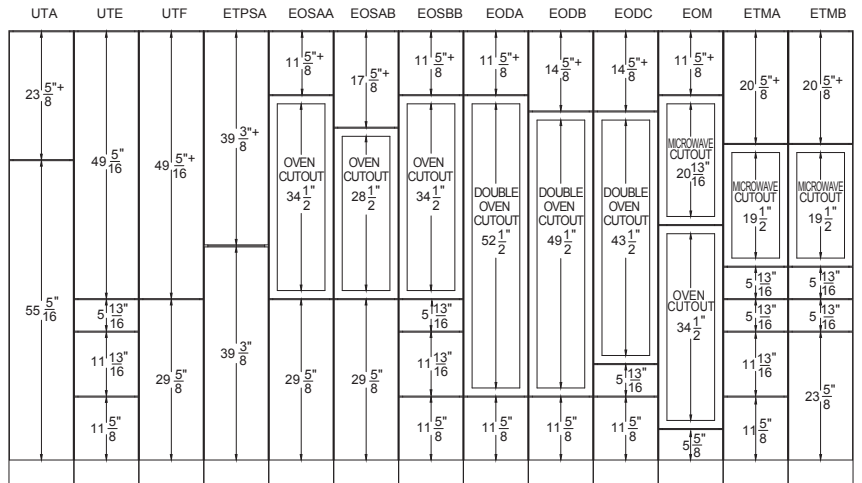 UTA UTE UTF ETPSA EOSAA EOSAB EOSBB EODA EODB EODC EOM ETMA ETMB
23 5/8"+
55 5/16"
49 5/16"
5 13/16"
11 13/16"
11 5/8"
49 5/16"+
29 5/8"
39 3/8"+
39 3/8"
11 5/8"+
OVEN
CUTOUT
34 1/2"
29 5/8"
17 5/8"+
OVEN
CUTOUT
28 1/2"
29 5/8"
11 5/8"+
OVEN
CUTOUT
34 1/2"
5 13/16"
11 13/16"
11 5/8"
11 5/8"+
DOUBLE
OVEN
CUTOUT
52 1/2"
11 5/8"
14 5/8"+
DOUBLE
OVEN
CUTOUT
49 1/2"
11 5/8"
14 5/8"+
DOUBLE
OVEN
CUTOUT
43 1/2"
5 13/16"
11 5/8"
11 5/8"+
MICROWAVE
CUTOUT
20 13/16"
OVEN
CUTOUT
34 1/2"
5 5/8"
20 5/8"+
MICROWAVE
CUTOUT
19 1/2"
5 13/16"
5 13/16"
11 13/16"
11 5/8"
20 5/8"+
MICROWAVE
CUTOUT
19 1/2"
5 13/16"
5 13/16"
23 5/8"